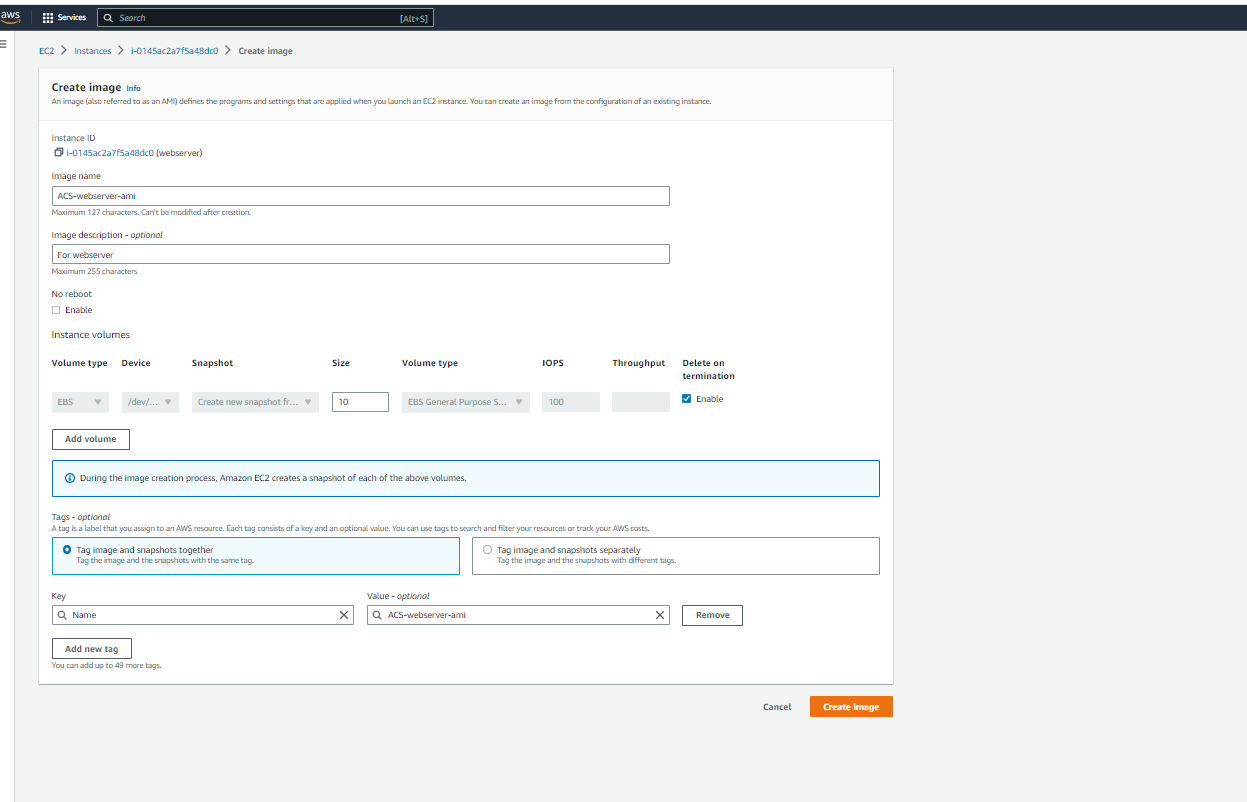 aws
Services
Search
[Alt+S]
EC2 > Instances > i-0145ac2a7f5a48dc0 > Create image
Create image Info
An image (also referred to as an AMI) defines the programs and settings that are applied when you launch an EC2 instance. You can create an image from the configuration of an existing instance.
Instance ID
i-0145ac2a7f5a48dc0 (webserver)
Image name
ACS-webserver-ami
Maximum 127 characters. Can't be modified after creation.
Image description - optional
For webserver
Maximum 255 characters
No reboot
Enable
Instance volumes
Volume type Device Snapshot Size Volume type IOPS Throughput Delete on termination
EBS /dev/... Create new snapshot fr... 10 EBS General Purpose S... 100 Enable
Add volume
During the image creation process, Amazon EC2 creates a snapshot of each of the above volumes.
Tags - optional
A tag is a label that you assign to an AWS resource. Each tag consists of a key and an optional value. You can use tags to search and filter your resources or track your AWS costs.
Tag image and snapshots together
Tag the image and the snapshots with the same tag.
Tag image and snapshots separately
Tag the image and the snapshots with different tags.
Key Value - optional
Name ACS-webserver-ami Remove
Add new tag
You can add up to 49 more tags.
Cancel Create image